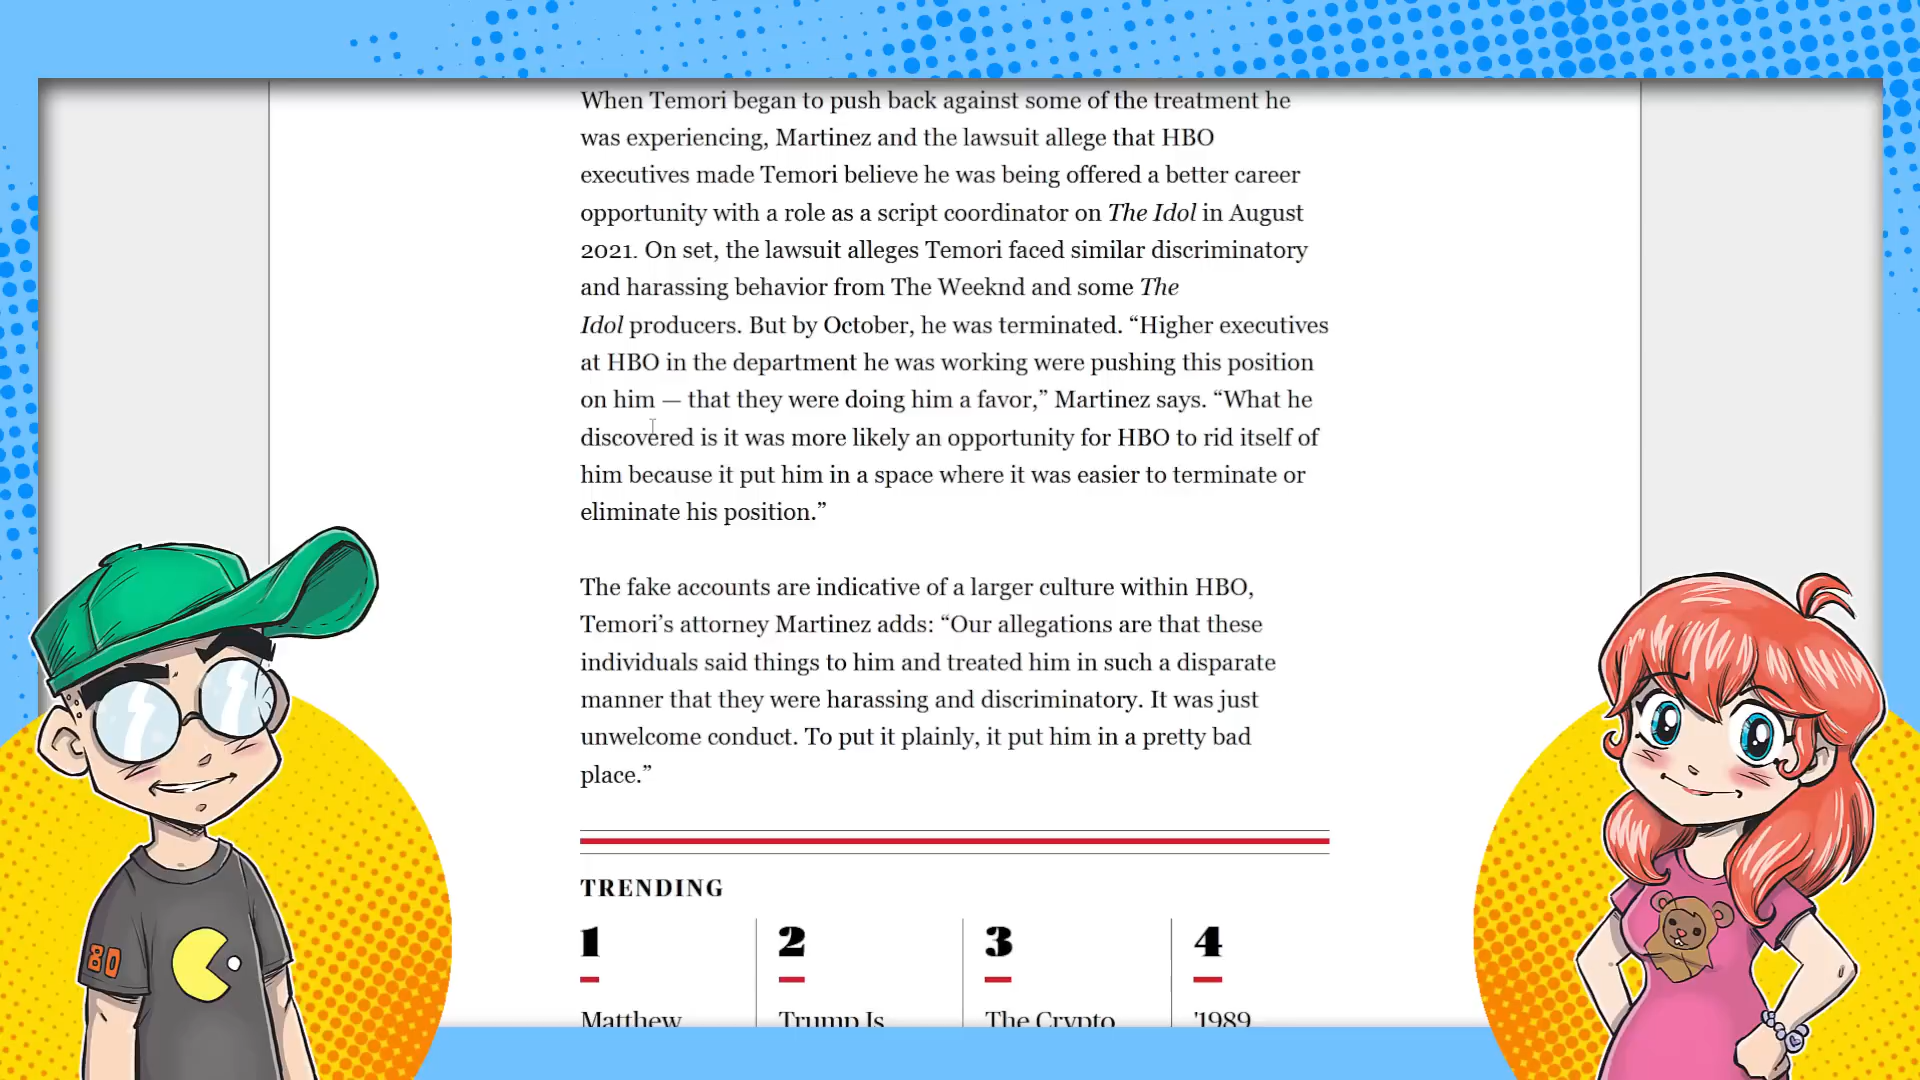 When Temori began to push back against some of the treatment he
was experiencing, Martinez and the lawsuit allege that HBO
executives made Temori believe he was being offered a better career
opportunity with a role as a script coordinator on The Idol in August
2021. On set, the lawsuit alleges Temori faced similar discriminatory
and harassing behavior from The Weeknd and some The
Idol producers. But by October, he was terminated. “Higher executives
at HBO in the department he was working were pushing this position
on him — that they were doing him a favor,” Martinez says. “What he
discovered is it was more likely an opportunity for HBO to rid itself of
him because it put him in a space where it was easier to terminate or
eliminate his position.”
The fake accounts are indicative of a larger culture within HBO,
Temori’s attorney Martinez adds: “Our allegations are that these
individuals said things to him and treated him in such a disparate
manner that they were harassing and discriminatory. It was just
unwelcome conduct. To put it plainly, it put him in a pretty bad
place.”
TRENDING
1 2 3 4
Matthew Trump Is The Crypto ’1989
80